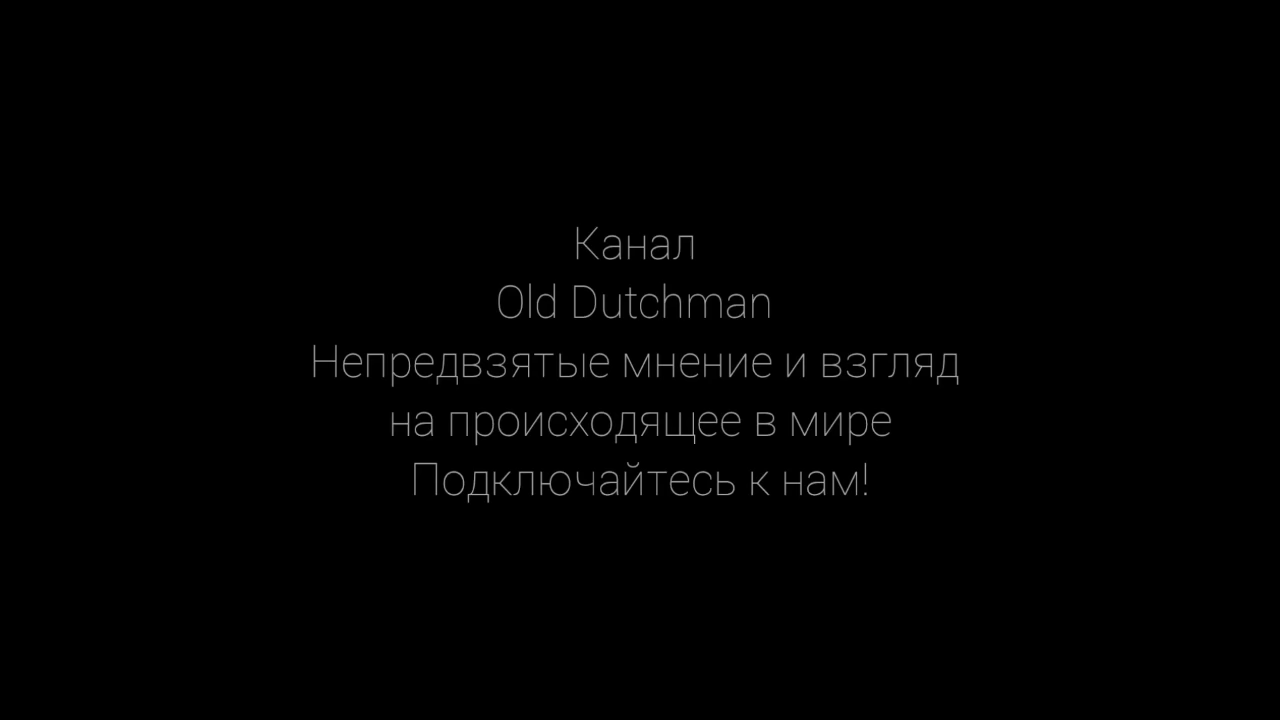 Канал
Old Dutchman
Непредвзятые мнение и взгляд
на происходящее в мире
Подключайтесь к нам!